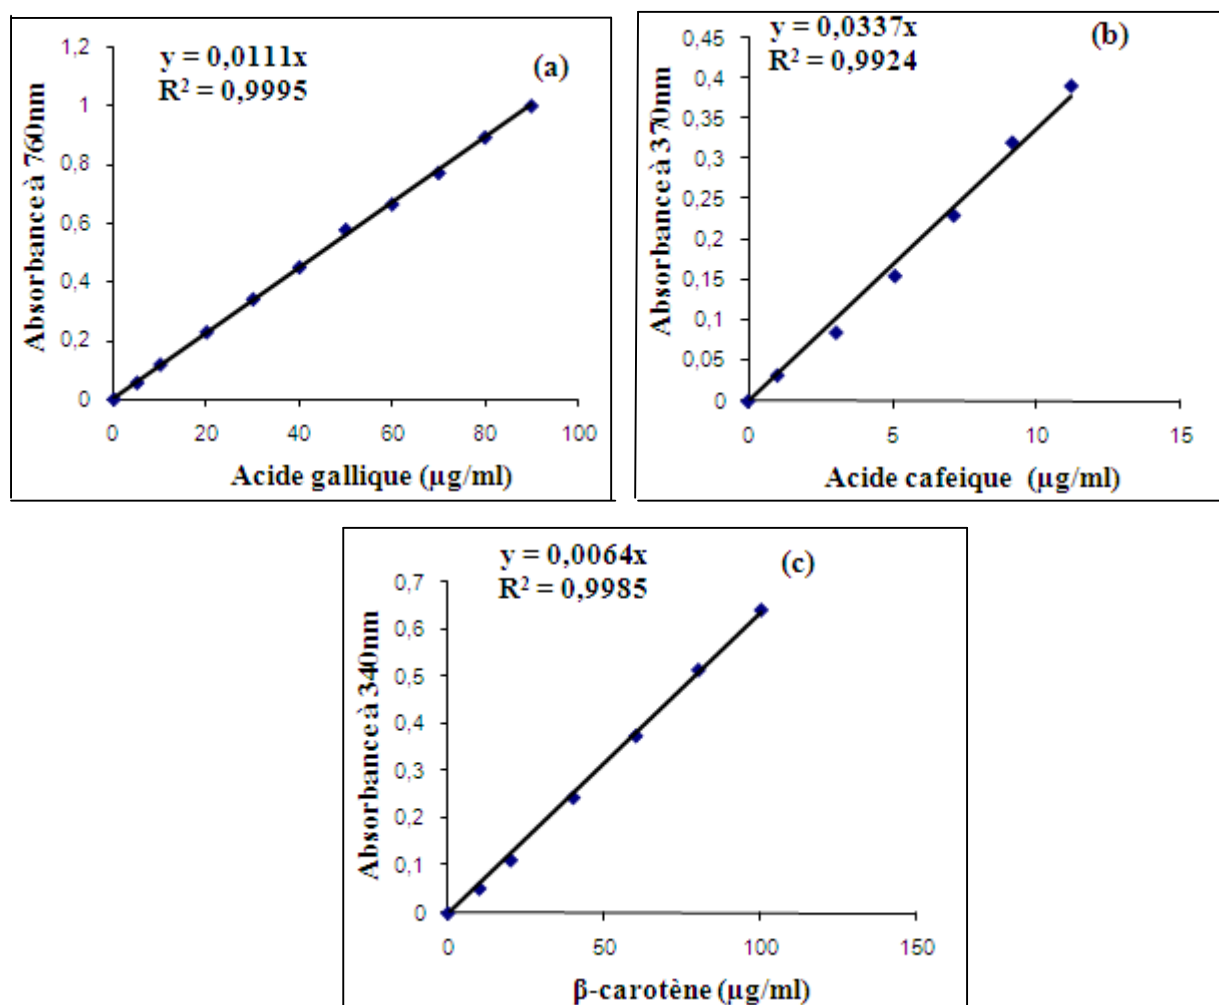 y = 0,0111x
R² = 0,9995
(a)
Absorbance à 760nm
1,2
1
0,8
0,6
0,4
0,2
0
0 20 40 60 80 100
Acide gallique (µg/ml)
y = 0,0337x
R² = 0,9924
(b)
Absorbance à 370nm
0,45
0,4
0,35
0,3
0,25
0,2
0,15
0,1
0,05
0
0 5 10 15
Acide cafeique (µg/ml)
y = 0,0064x
R² = 0,9985
(c)
Absorbance à 340nm
0,7
0,6
0,5
0,4
0,3
0,2
0,1
0
0 50 100 150
β-carotène (µg/ml)